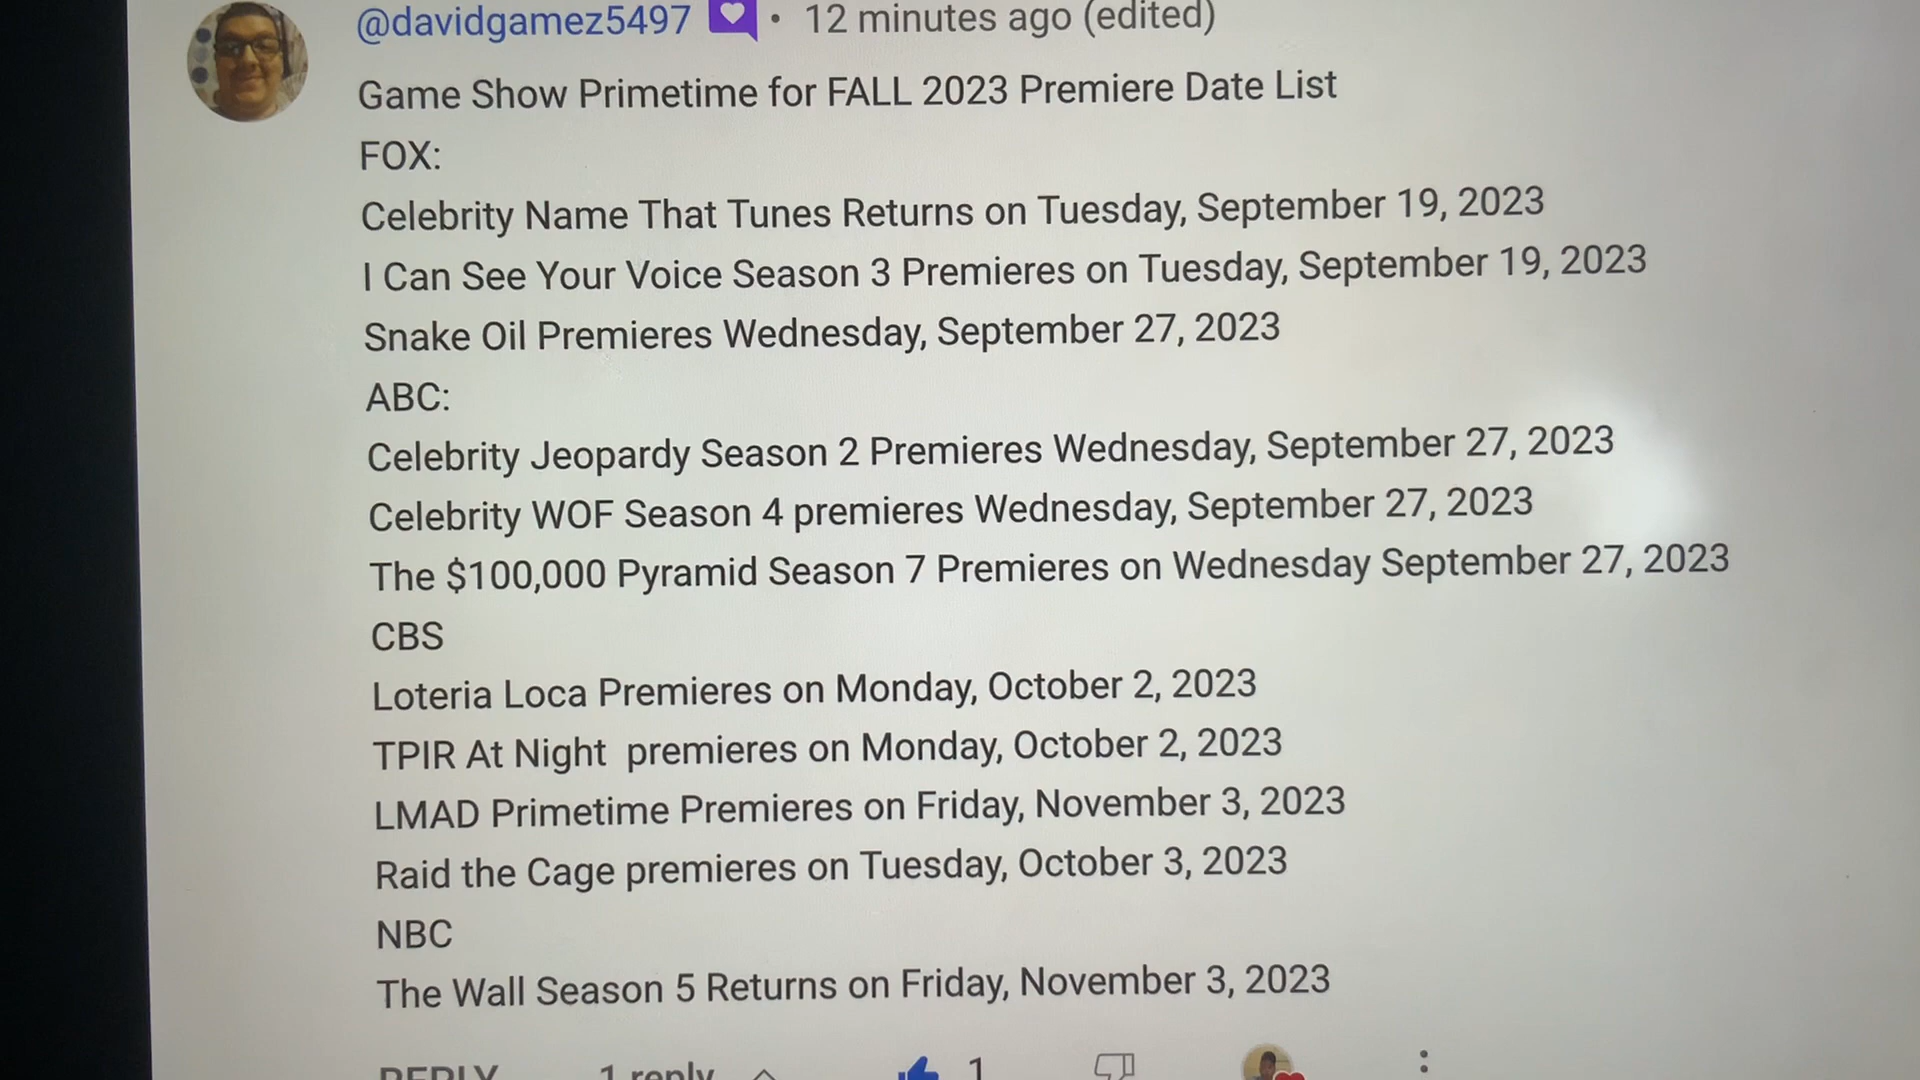 @davidgamez5497 • 12 minutes ago (edited)
Game Show Primetime for FALL 2023 Premiere Date List
FOX:
Celebrity Name That Tunes Returns on Tuesday, September 19, 2023
I Can See Your Voice Season 3 Premieres on Tuesday, September 19, 2023
Snake Oil Premieres Wednesday, September 27, 2023
ABC:
Celebrity Jeopardy Season 2 Premieres Wednesday, September 27, 2023
Celebrity WOF Season 4 premieres Wednesday, September 27, 2023
The $100,000 Pyramid Season 7 Premieres on Wednesday September 27, 2023
CBS
Loteria Loca Premieres on Monday, October 2, 2023
TPIR At Night  premieres on Monday, October 2, 2023
LMAD Primetime Premieres on Friday, November 3, 2023
Raid the Cage premieres on Tuesday, October 3, 2023
NBC
The Wall Season 5 Returns on Friday, November 3, 2023
REPLY 1 reply 1